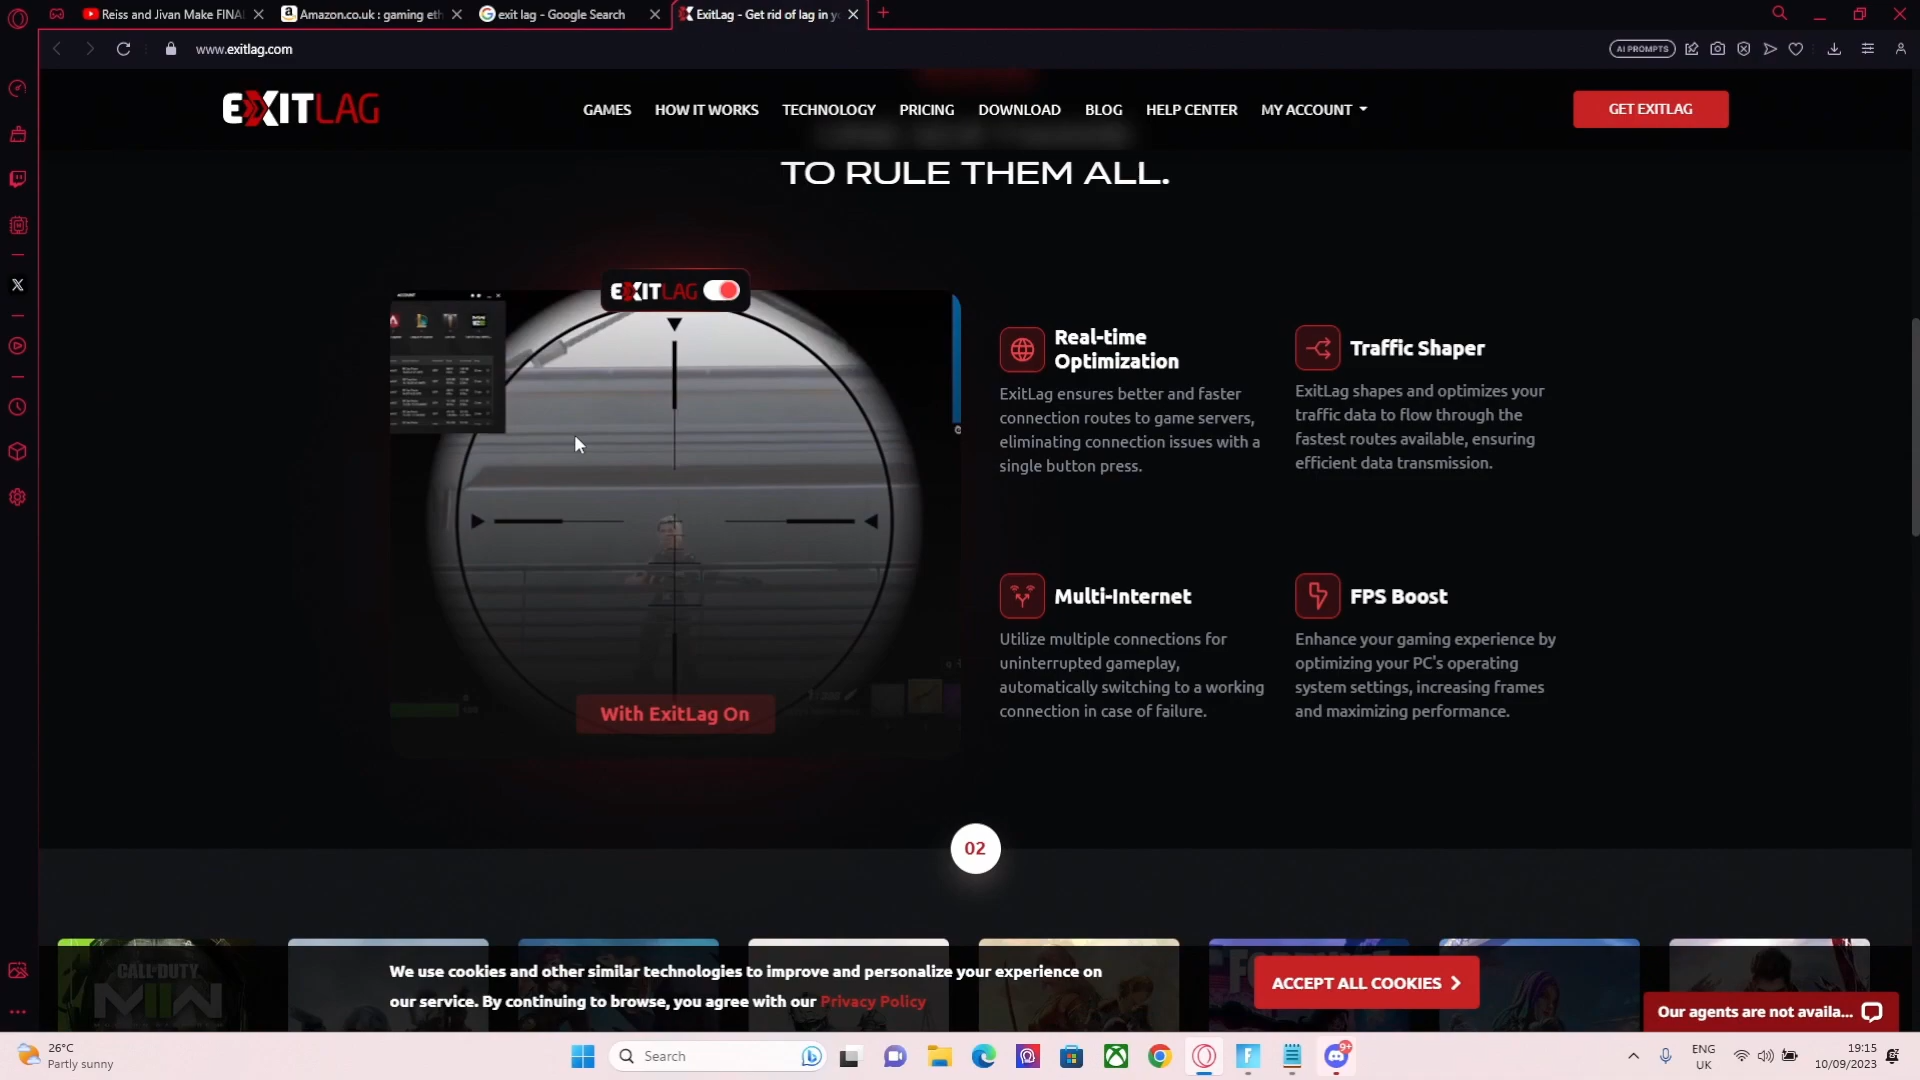 Reiss and Jivan Make FINAL
Amazon.co.uk : gaming eth
exit lag - Google Search
ExitLag - Get rid of lag in yo
www.exitlag.com
AI PROMPTS
EXITLAG
GAMES
HOW IT WORKS
TECHNOLOGY
PRICING
DOWNLOAD
BLOG
HELP CENTER
MY ACCOUNT
GET EXITLAG
TO RULE THEM ALL.
EXITLAG
With ExitLag On
Real-time
Optimization
ExitLag ensures better and faster
connection routes to game servers,
eliminating connection issues with a
single button press.
Traffic Shaper
ExitLag shapes and optimizes your
traffic data to flow through the
fastest routes available, ensuring
efficient data transmission.
Multi-Internet
Utilize multiple connections for
uninterrupted gameplay,
automatically switching to a working
connection in case of failure.
FPS Boost
Enhance your gaming experience by
optimizing your PC's operating
system settings, increasing frames
and maximizing performance.
02
CALL OF DUTY
MWII
We use cookies and other similar technologies to improve and personalize your experience on
our service. By continuing to browse, you agree with our Privacy Policy
ACCEPT ALL COOKIES
Our agents are not availa...
26°C
Partly sunny
Search
9+
ENG
UK
19:15
10/09/2023